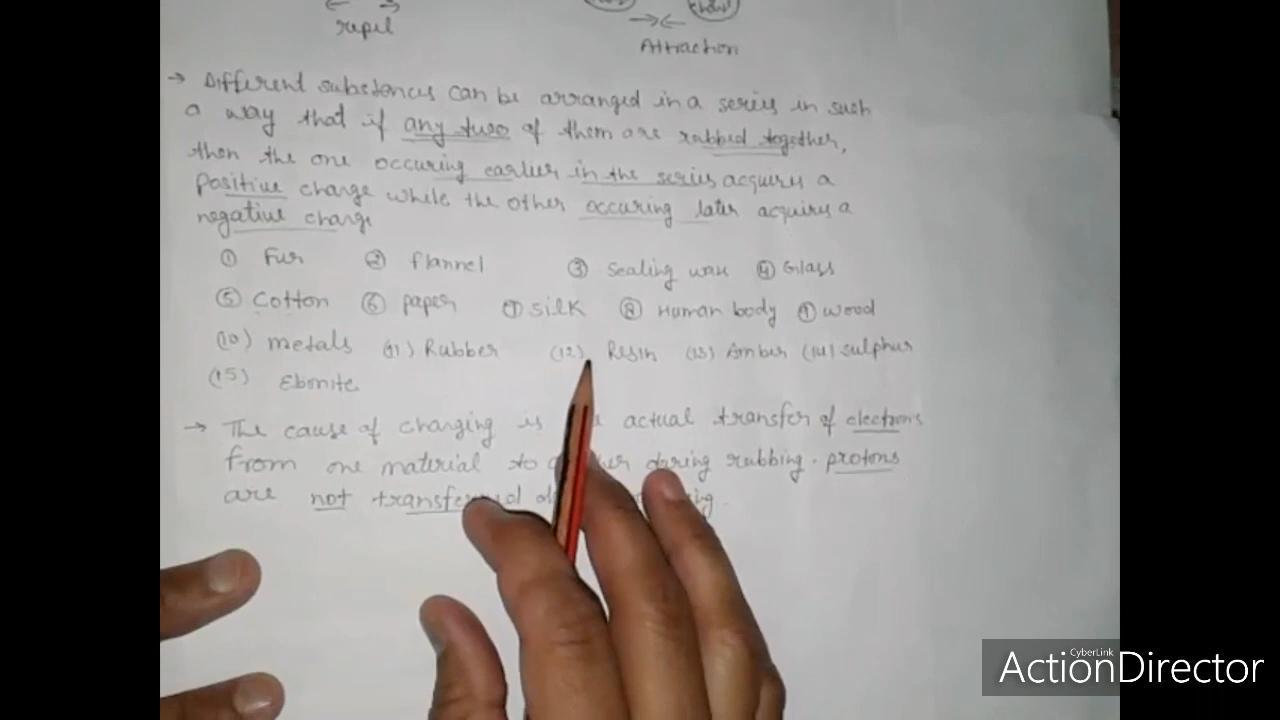 repel
Attraction
→ Different substences can be arranged in a series in such
a way that if any two of them are rubbed together,
then the one occuring earlier in the series acquires a
Positive charge while the other occuring later acquires a
negative charge
① Fur ② flannel ③ sealing wax ④ Glass
⑤ Cotton ⑥ paper ⑦ silk ⑧ Human body ⑨ wood
(10) metals (11) Rubber (12) Resin (13) Amber (14) sulphur
(15) Ebonite
→ The cause of charging is actual transfer of electrons
from one material to during rubbing. protons
are not transferred
CyberLink
ActionDirector